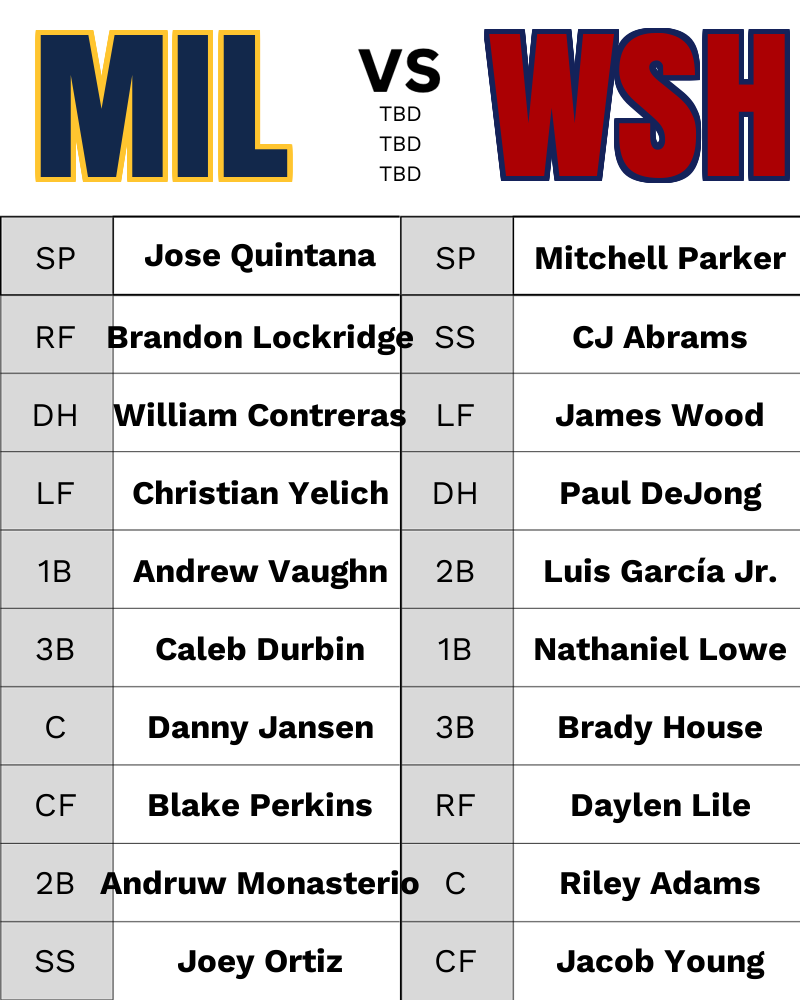 MIL VS WSH
TBD
TBD
TBD
SP Jose Quintana SP Mitchell Parker
RF Brandon Lockridge SS CJ Abrams
DH William Contreras LF James Wood
LF Christian Yelich DH Paul DeJong
1B Andrew Vaughn 2B Luis García Jr.
3B Caleb Durbin 1B Nathaniel Lowe
C Danny Jansen 3B Brady House
CF Blake Perkins RF Daylen Lile
2B Andruw Monasterio C Riley Adams
SS Joey Ortiz CF Jacob Young